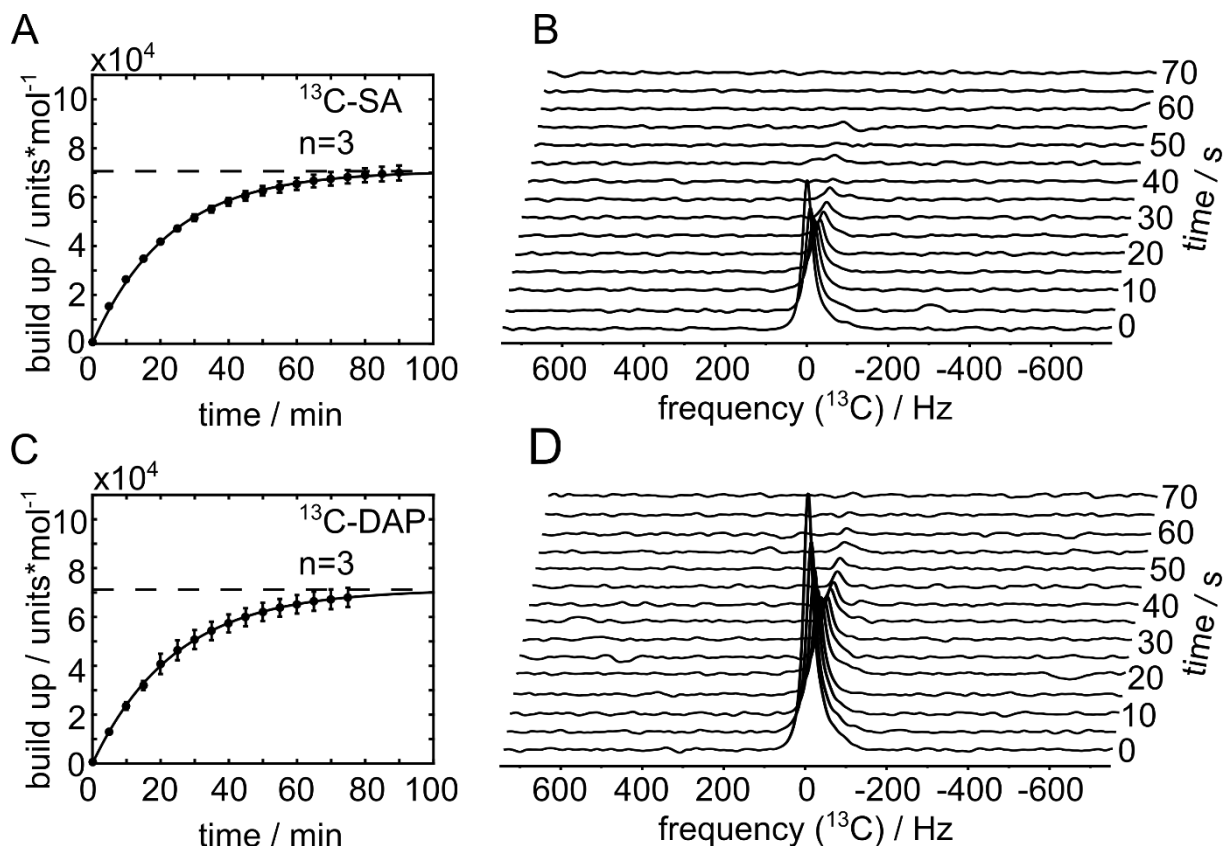 A
x10⁴
¹³C-SA
n=3
10
8
6
4
2
0
build up / units*mol⁻¹
0 20 40 60 80 100
time / min
B
70
60
50
40
30
20
10
0
time / s
600 400 200 0 -200 -400 -600
frequency (¹³C) / Hz
C
x10⁴
¹³C-DAP
n=3
10
8
6
4
2
0
build up / units*mol⁻¹
0 20 40 60 80 100
time / min
D
70
60
50
40
30
20
10
0
time / s
600 400 200 0 -200 -400 -600
frequency (¹³C) / Hz